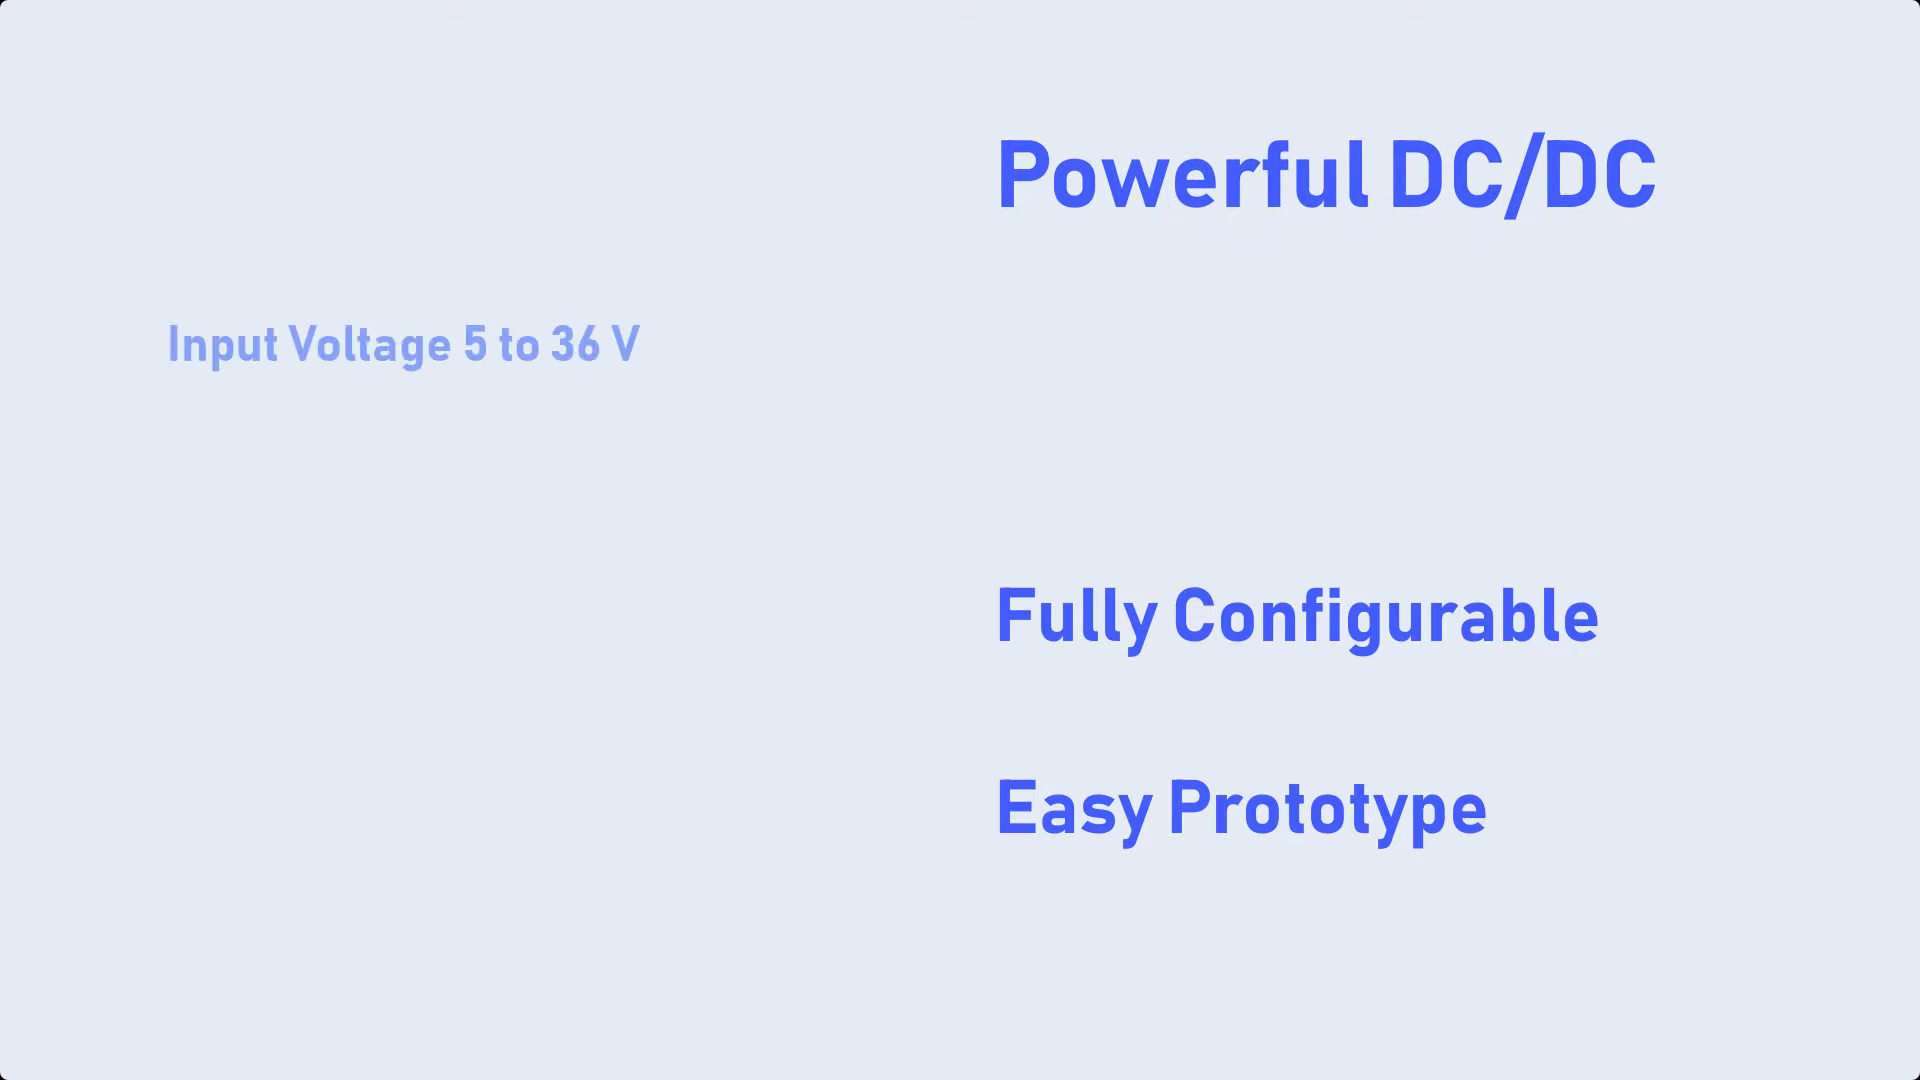 Powerful DC/DC
Input Voltage 5 to 36 V
Fully Configurable
Easy Prototype